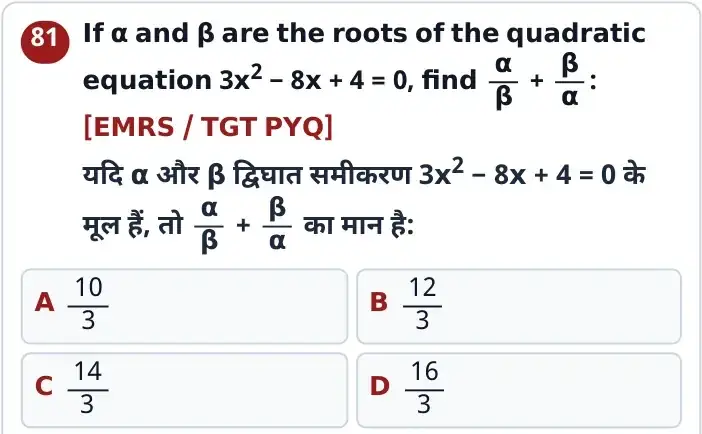 81 If α and β are the roots of the quadratic
equation 3x² − 8x + 4 = 0, find α/β + β/α:
[EMRS / TGT PYQ]
यदि α और β द्विघात समीकरण 3x² − 8x + 4 = 0 के
मूल हैं, तो α/β + β/α का मान है:
A 10/3 B 12/3
C 14/3 D 16/3